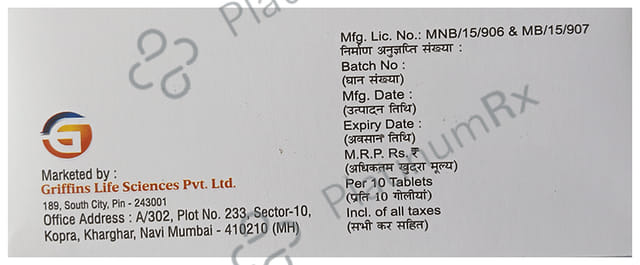 Mfg. Lic. No.: MNB/15/906 & MB/15/907
निर्माण अनुज्ञप्ति संख्या :
Batch No :
(घान संख्या)
Mfg. Date :
(उत्पादन तिथि)
Expiry Date :
(अवसान तिथि)
M.R.P. Rs. ₹
(अधिकतम खुदरा मूल्य)
Per 10 Tablets
(प्रति 10 गोलीयां)
Incl. of all taxes
(सभी कर सहित)
G
Marketed by :
Griffins Life Sciences Pvt. Ltd.
189, South City, Pin - 243001
Office Address : A/302, Plot No. 233, Sector-10,
Kopra, Kharghar, Navi Mumbai - 410210 (MH)
PlatinumRx